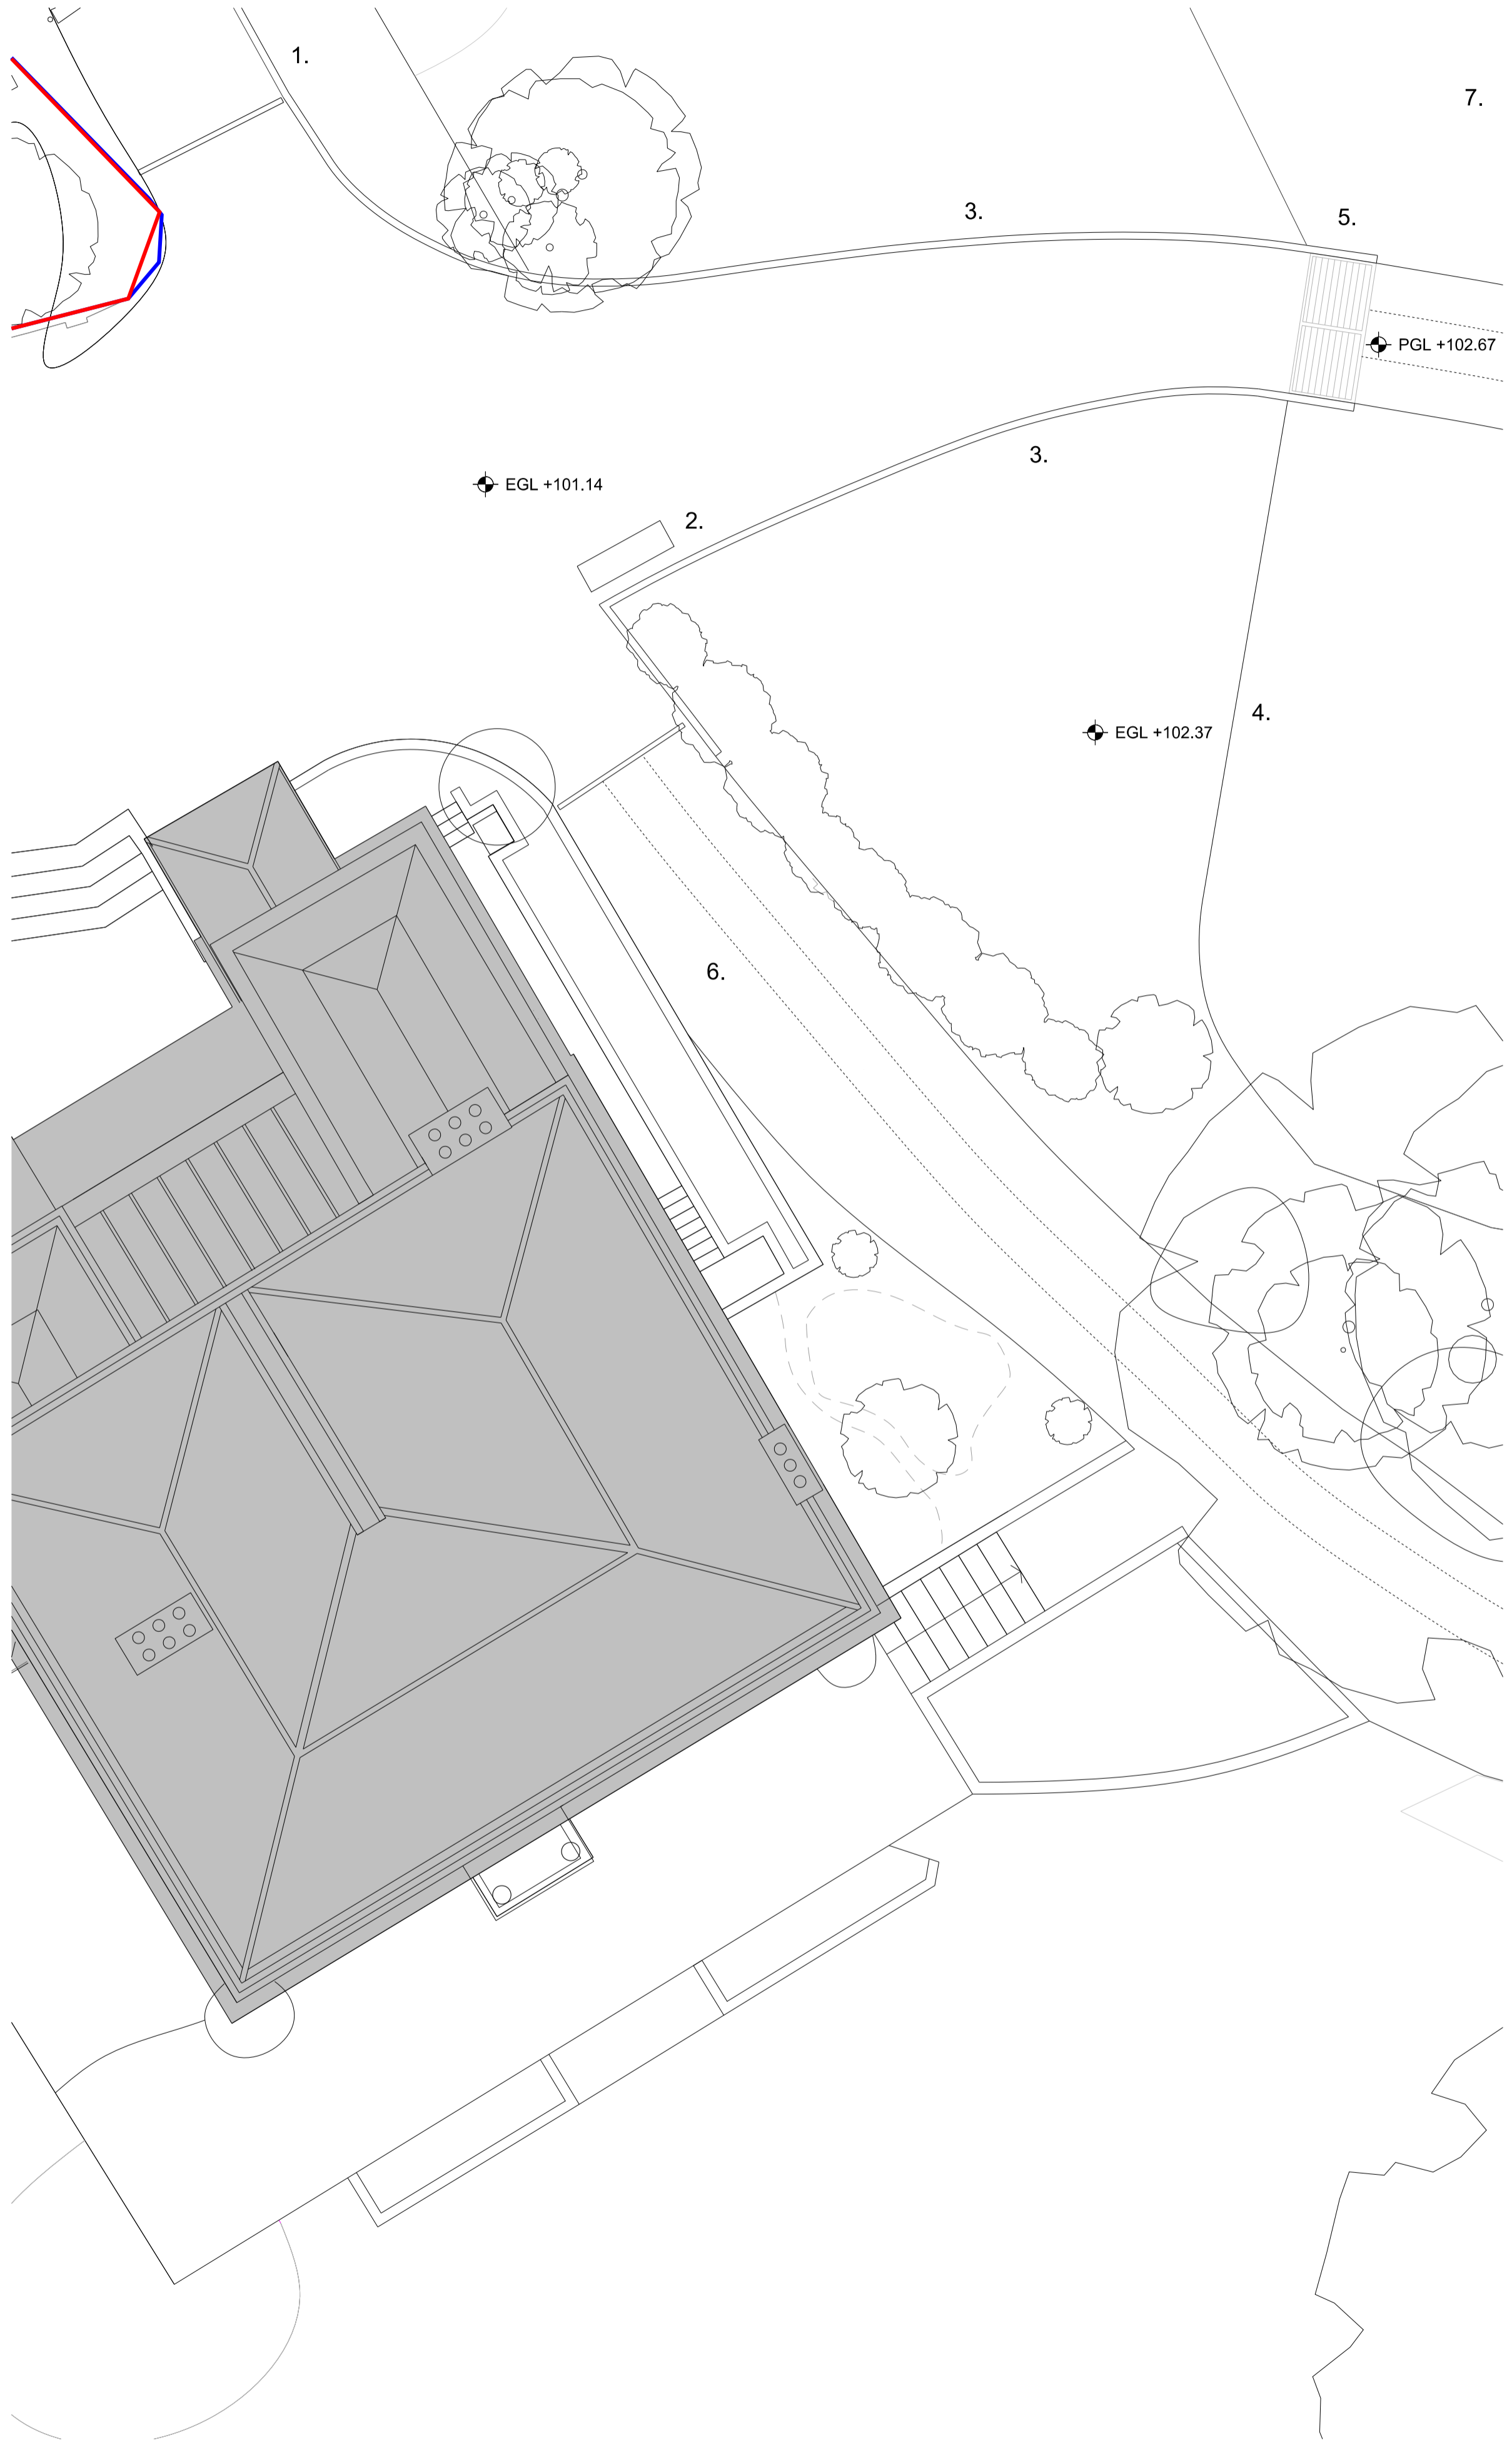 1.
7.
3.
5.
PGL +102.67
3.
EGL +101.14
2.
4.
EGL +102.37
6.